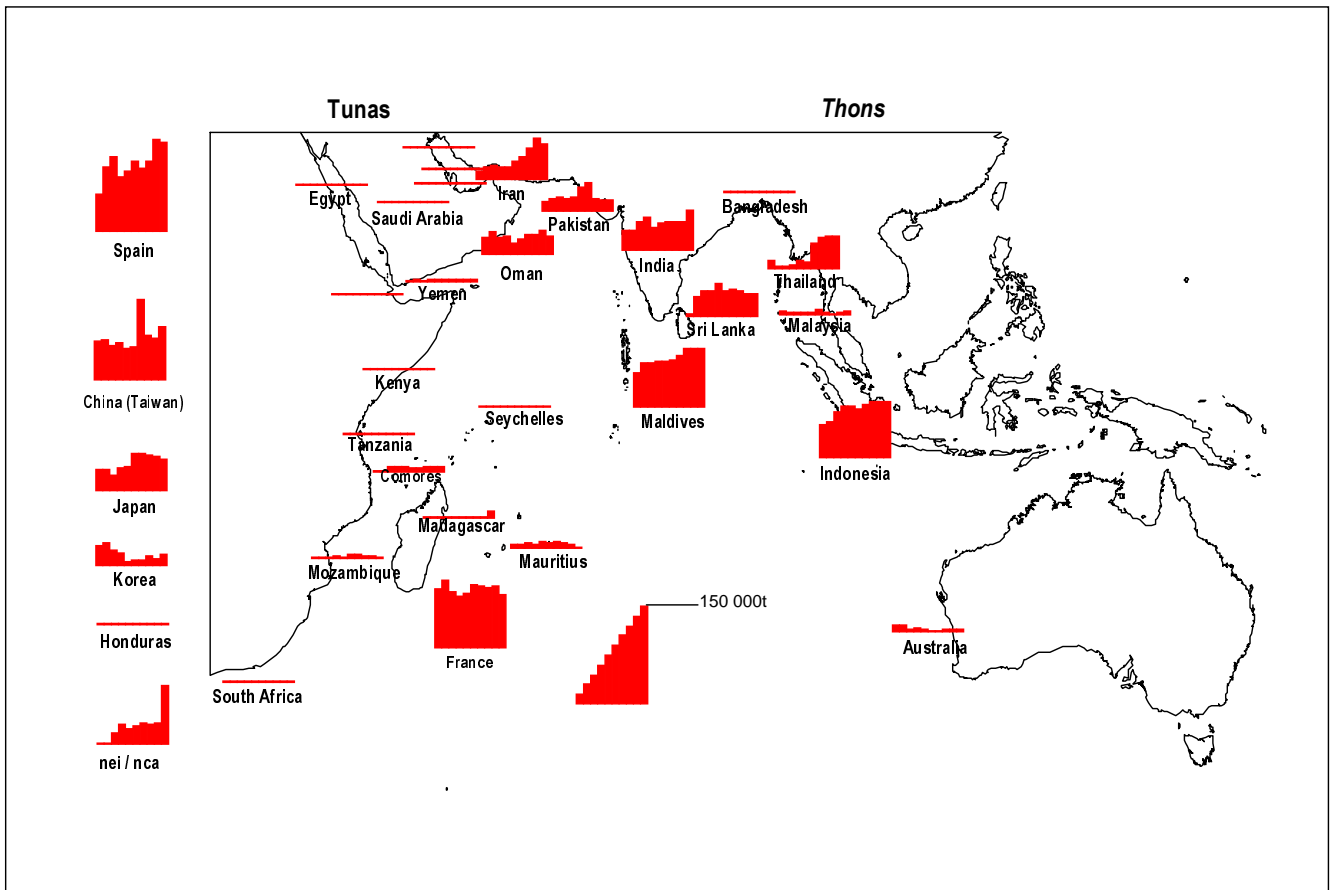 Tunas
Thons
Spain
China (Taiwan)
Japan
Korea
Honduras
nei / nca
Egypt
Saudi Arabia
Iran
Pakistan
Oman
Yemen
India
Bangladesh
Thailand
Sri Lanka
Malaysia
Kenya
Seychelles
Maldives
Tanzania
Comores
Indonesia
Madagascar
Mauritius
Mozambique
France
150 000t
Australia
South Africa